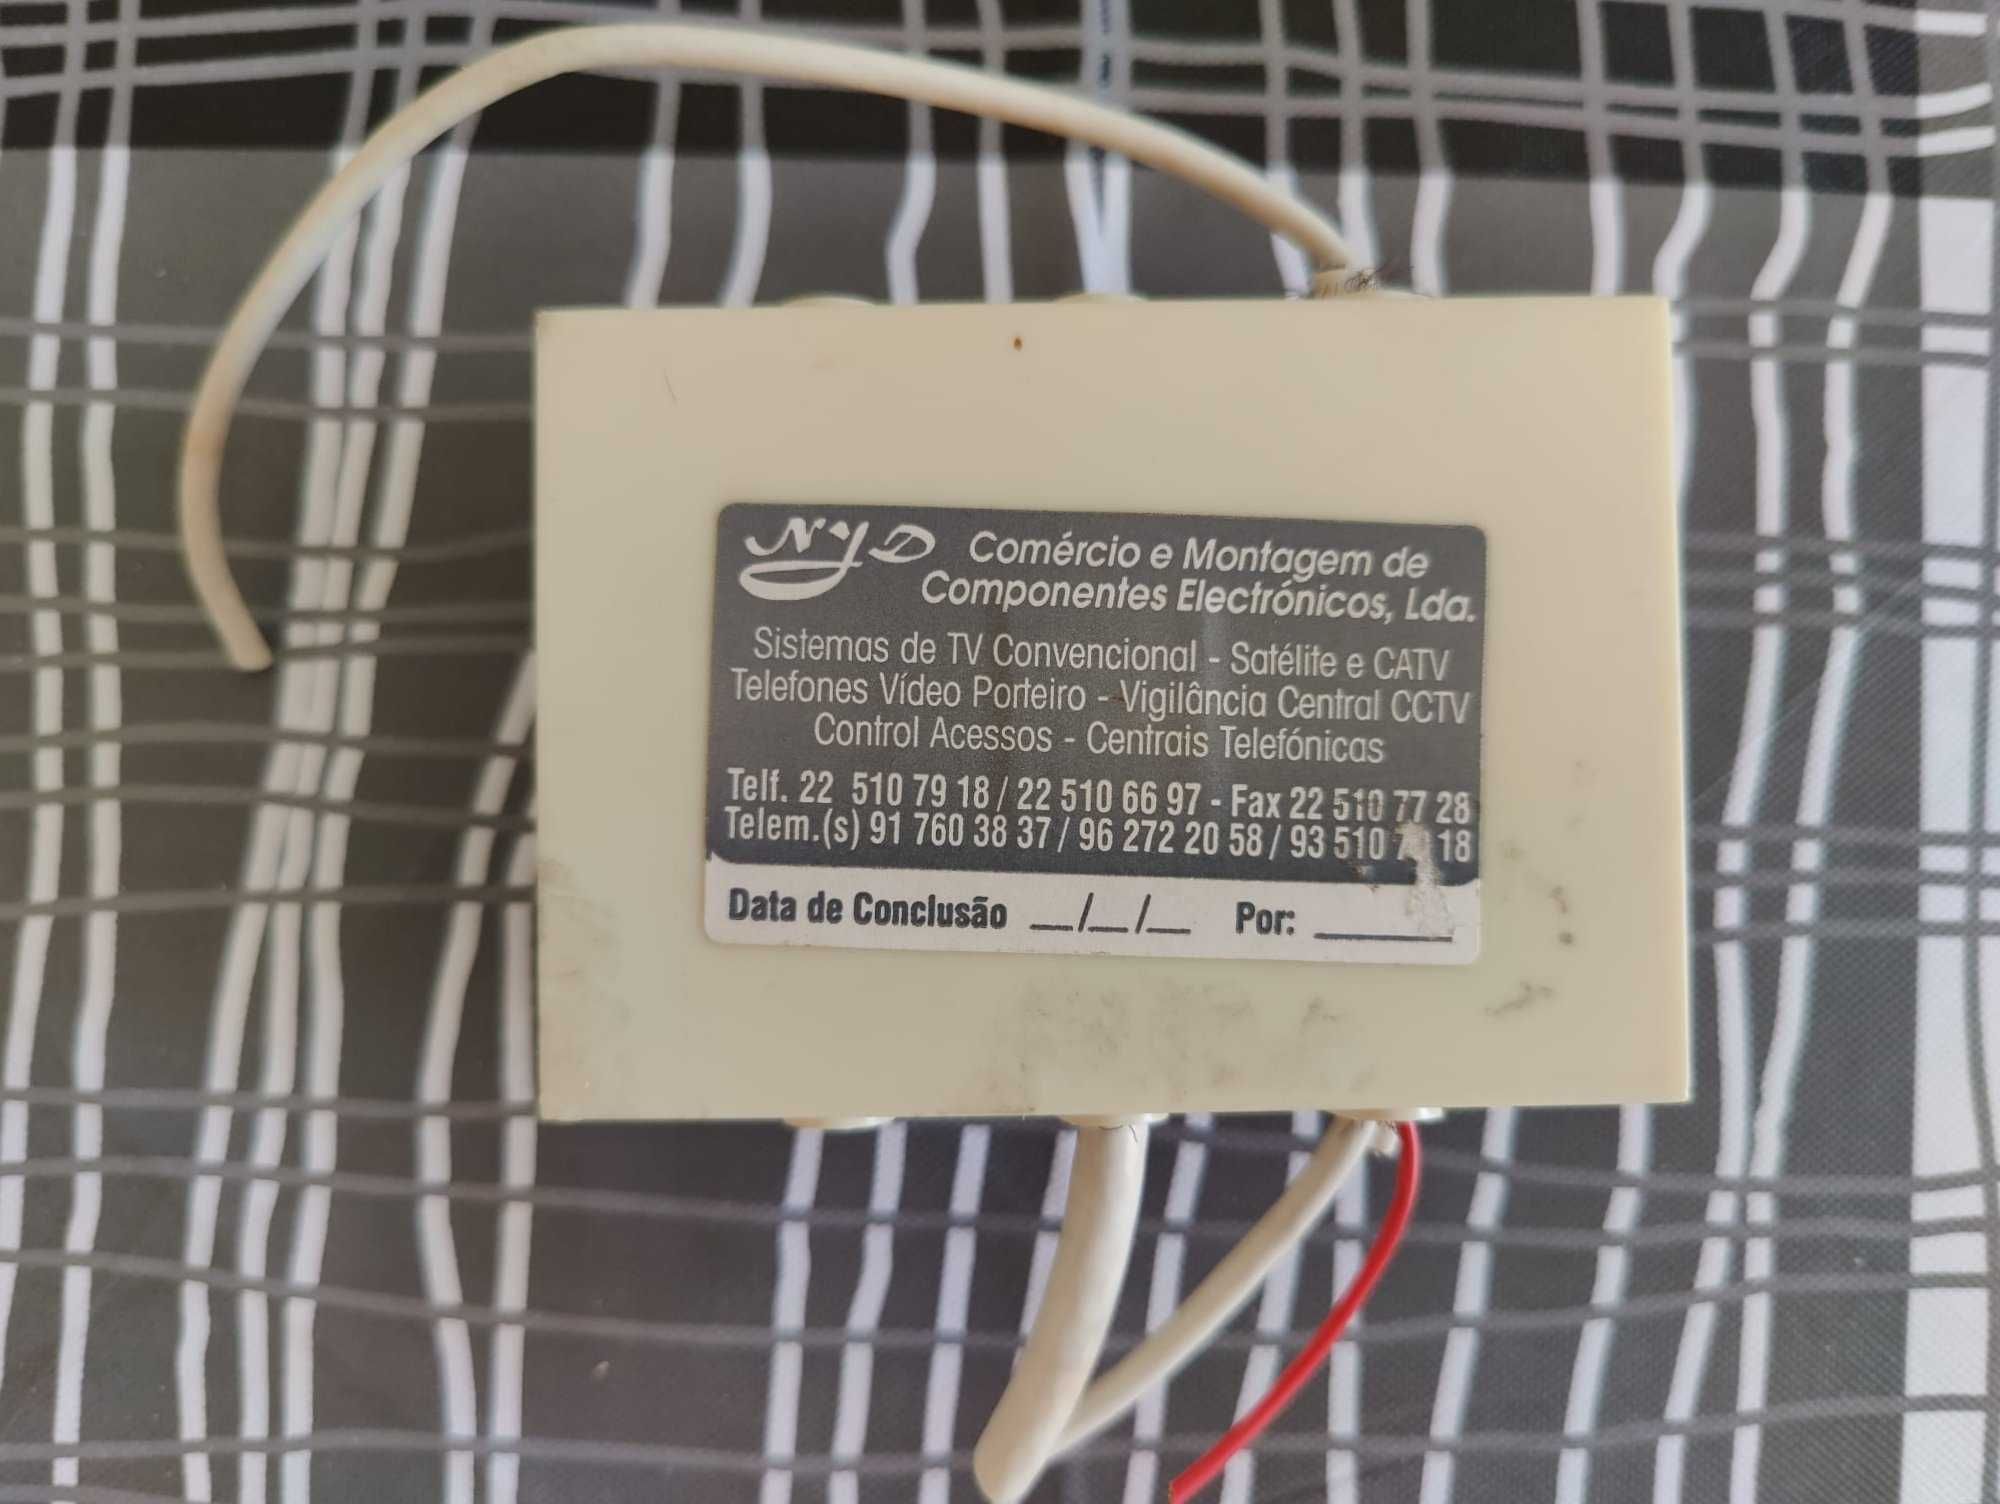 NYD Comércio e Montagem de
Componentes Electrónicos, Lda.
Sistemas de TV Convencional - Satélite e CATV
Telefones Vídeo Porteiro - Vigilância Central CCTV
Control Acessos - Centrais Telefónicas
Telf. 22 510 79 18 / 22 510 66 97 - Fax 22 510 77 28
Telem.(s) 91 760 38 37 / 96 272 20 58 / 93 510 18
Data de Conclusão __/__/__ Por: ______